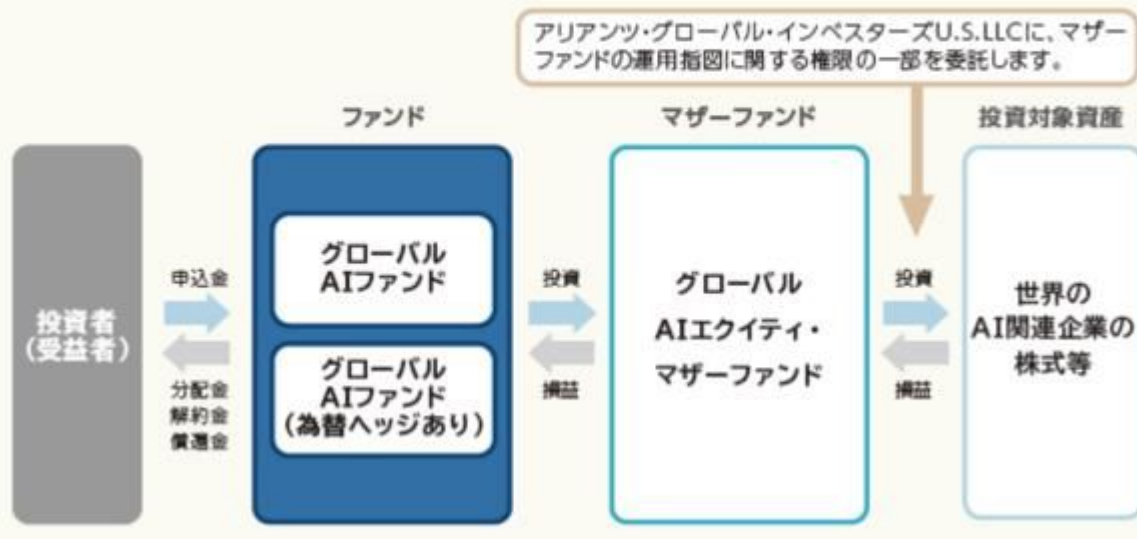 アリアンツ・グローバル・インベスターズU.S.LLCに、マザー
ファンドの運用指図に関する権限の一部を委託します。
ファンド
マザーファンド
投資対象資産
投資者
(受益者)
申込金
分配金
解約金
償還金
グローバル
AIファンド
グローバル
AIファンド
(為替ヘッジあり)
投資
損益
グローバル
AIエクイティ・
マザーファンド
投資
損益
世界の
AI関連企業の
株式等